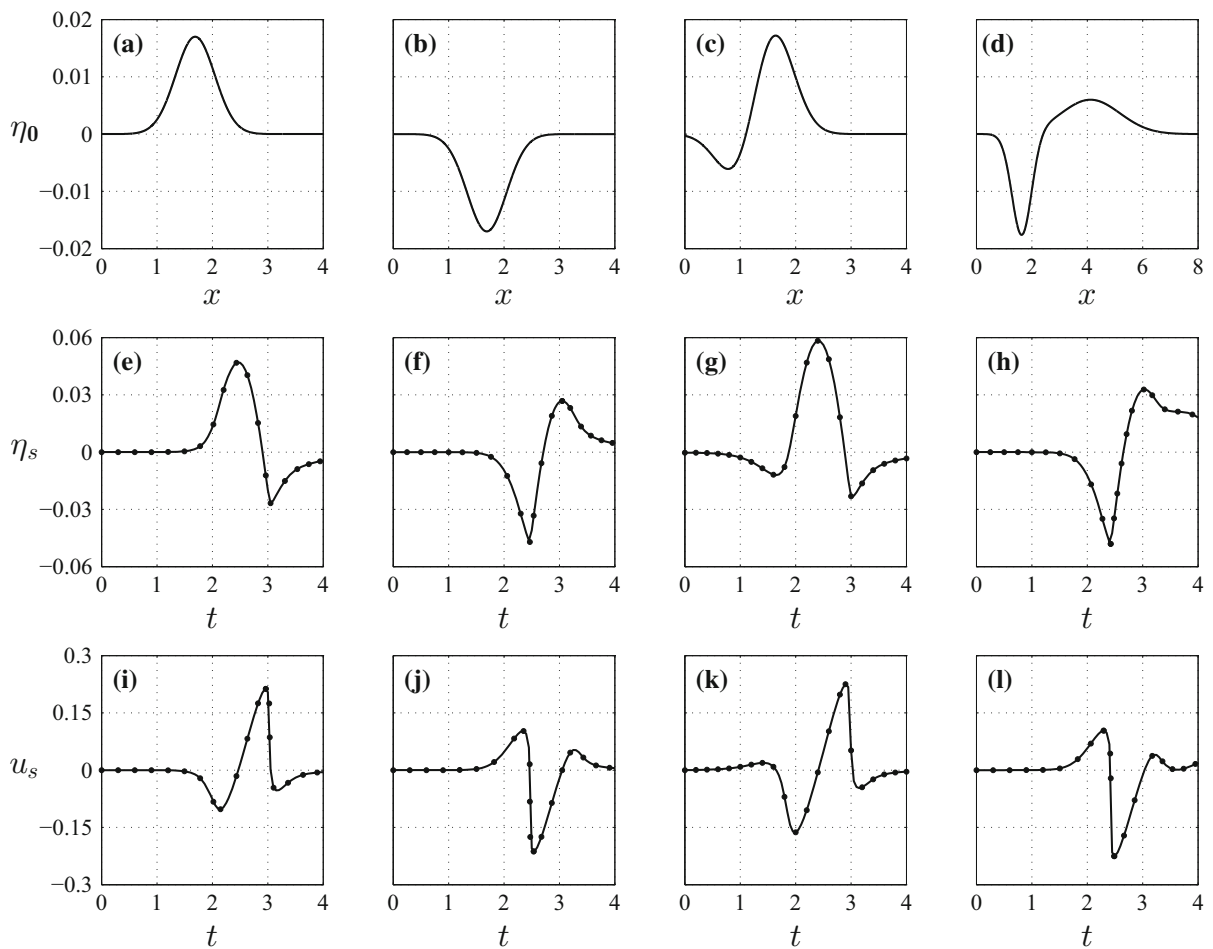 (a) (b) (c) (d)
0.02
0.01
η0
0
−0.01
−0.02
0 1 2 3 4 0 1 2 3 4 0 1 2 3 4 0 2 4 6 8
x x x x
(e) (f) (g) (h)
0.06
0.03
ηs
0
−0.03
−0.06
0 1 2 3 4 0 1 2 3 4 0 1 2 3 4 0 1 2 3 4
t t t t
(i) (j) (k) (l)
0.3
0.15
us
0
−0.15
−0.3
0 1 2 3 4 0 1 2 3 4 0 1 2 3 4 0 1 2 3 4
t t t t